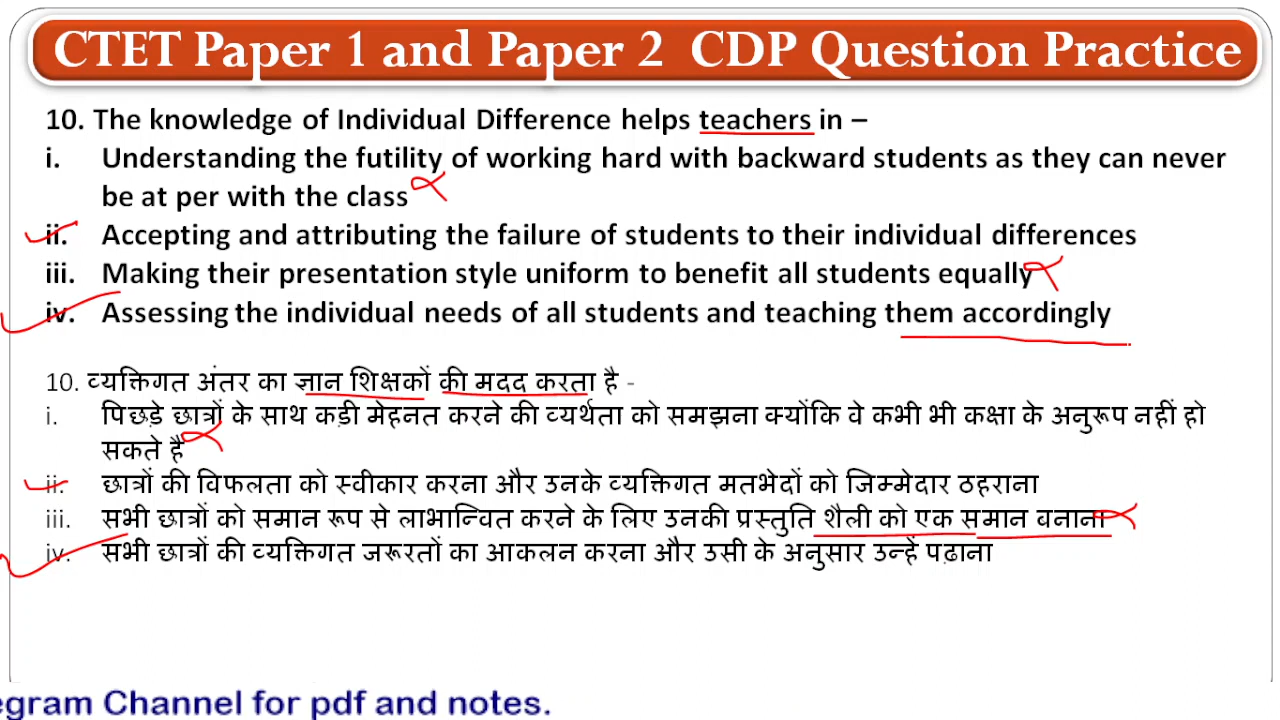 CTET Paper 1 and Paper 2 CDP Question Practice
10. The knowledge of Individual Difference helps teachers in –
i. Understanding the futility of working hard with backward students as they can never
be at per with the class
ii. Accepting and attributing the failure of students to their individual differences
iii. Making their presentation style uniform to benefit all students equally
iv. Assessing the individual needs of all students and teaching them accordingly
10. व्यक्तिगत अंतर का ज्ञान शिक्षकों की मदद करता है -
i. पिछड़े छात्रों के साथ कड़ी मेहनत करने की व्यर्थता को समझना क्योंकि वे कभी भी कक्षा के अनुरूप नहीं हो
सकते हैं
ii. छात्रों की विफलता को स्वीकार करना और उनके व्यक्तिगत मतभेदों को जिम्मेदार ठहराना
iii. सभी छात्रों को समान रूप से लाभान्वित करने के लिए उनकी प्रस्तुति शैली को एक समान बनाना
iv. सभी छात्रों की व्यक्तिगत जरूरतों का आकलन करना और उसी के अनुसार उन्हें पढ़ाना
egram Channel for pdf and notes.